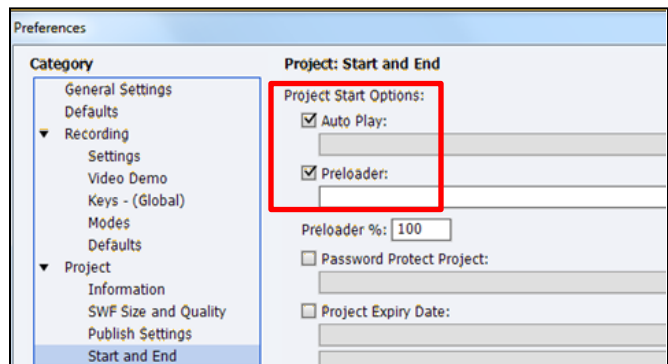 Preferences
Category
General Settings
Defaults
Recording
Settings
Video Demo
Keys - (Global)
Modes
Defaults
Project
Information
SWF Size and Quality
Publish Settings
Start and End
Project: Start and End
Project Start Options:
Auto Play:
Preloader:
Preloader %: 100
Password Protect Project:
Project Expiry Date: